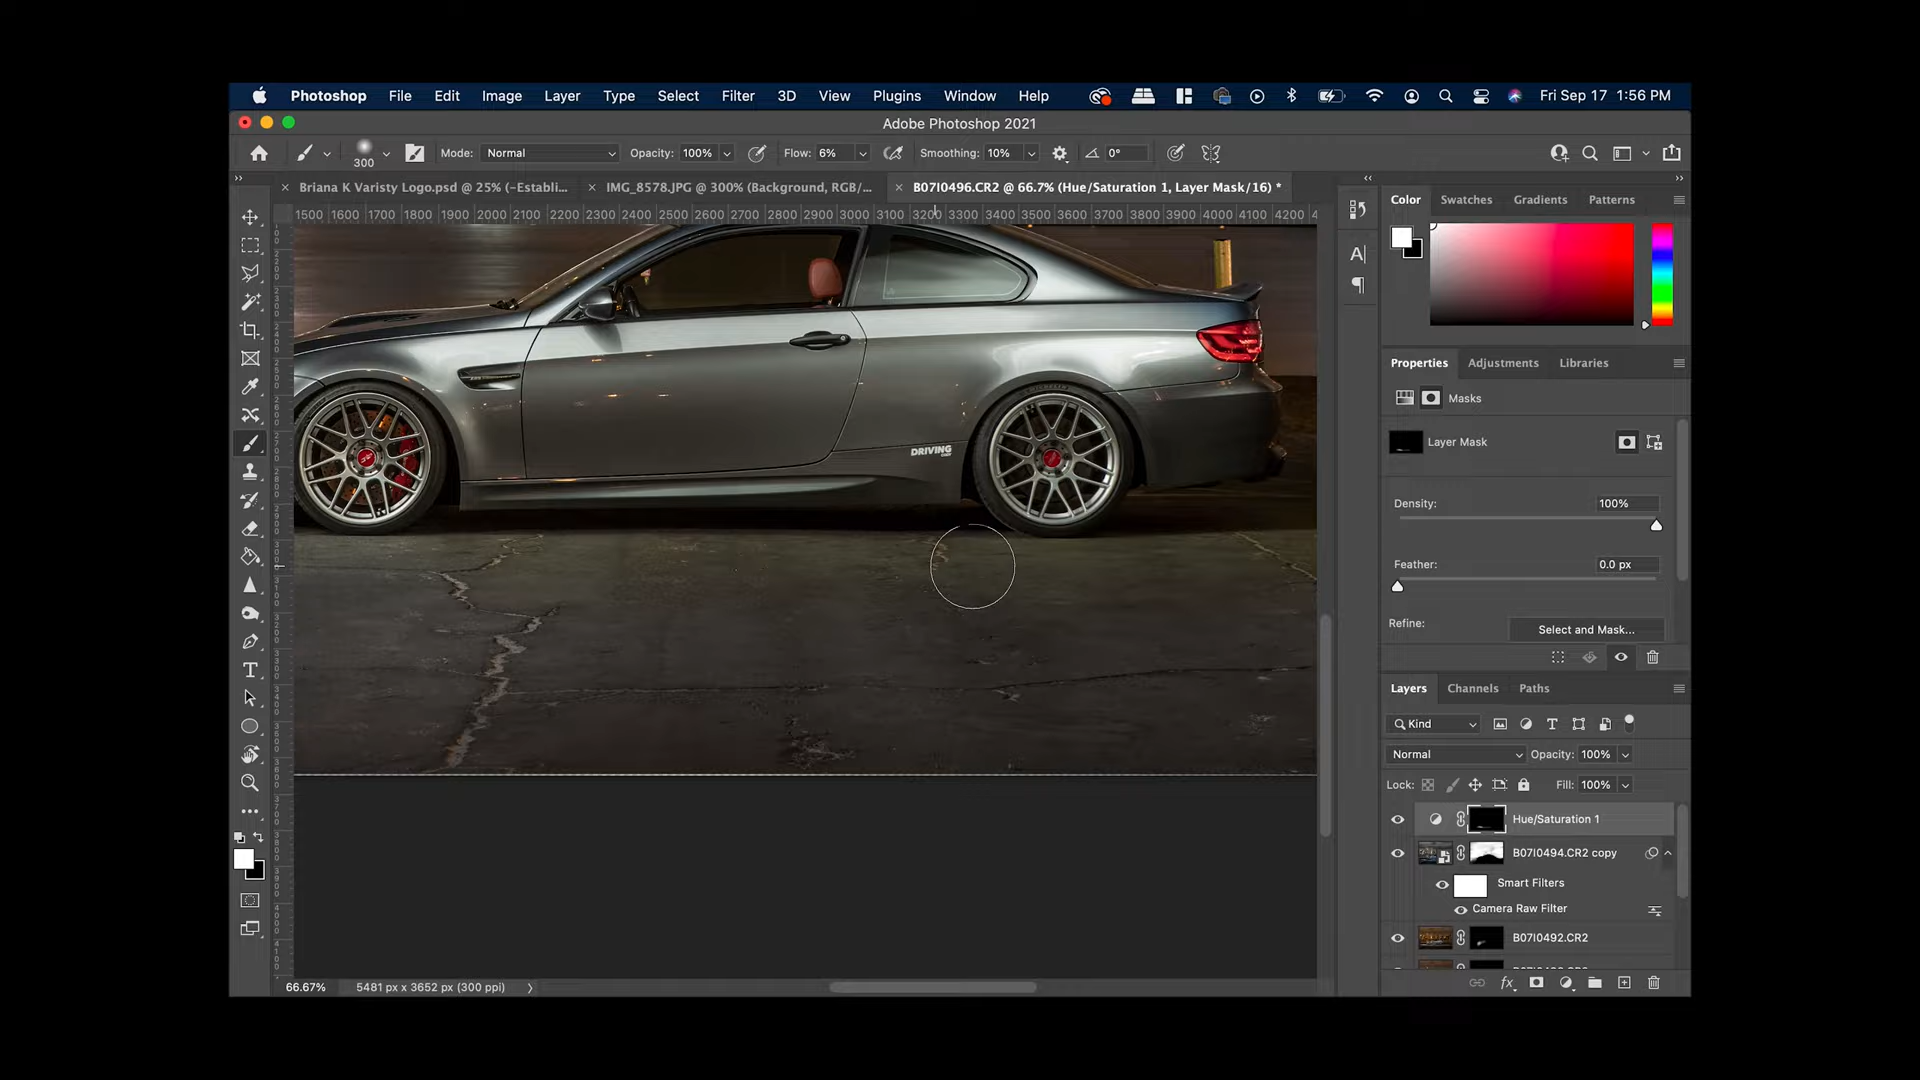 Photoshop File Edit Image Layer Type Select Filter 3D View Plugins Window Help Fri Sep 17 1:56 PM
Adobe Photoshop 2021
300 Mode: Normal Opacity: 100% Flow: 6% Smoothing: 10% 0°
Briana K Varisty Logo.psd @ 25% (~Establi... IMG_8578.JPG @ 300% (Background, RGB/... B07I0496.CR2 @ 66.7% (Hue/Saturation 1, Layer Mask/16) *
1500 1600 1700 1800 1900 2000 2100 2200 2300 2400 2500 2600 2700 2800 2900 3000 3100 3200 3300 3400 3500 3600 3700 3800 3900 4000 4100 4200
Color Swatches Gradients Patterns
Properties Adjustments Libraries
Masks
Layer Mask
DRIVING
Density: 100%
Feather: 0.0 px
Refine: Select and Mask...
Layers Channels Paths
Kind
Normal Opacity: 100%
Lock: Fill: 100%
Hue/Saturation 1
B07I0494.CR2 copy
Smart Filters
Camera Raw Filter
B07I0492.CR2
66.67% 5481 px x 3652 px (300 ppi)